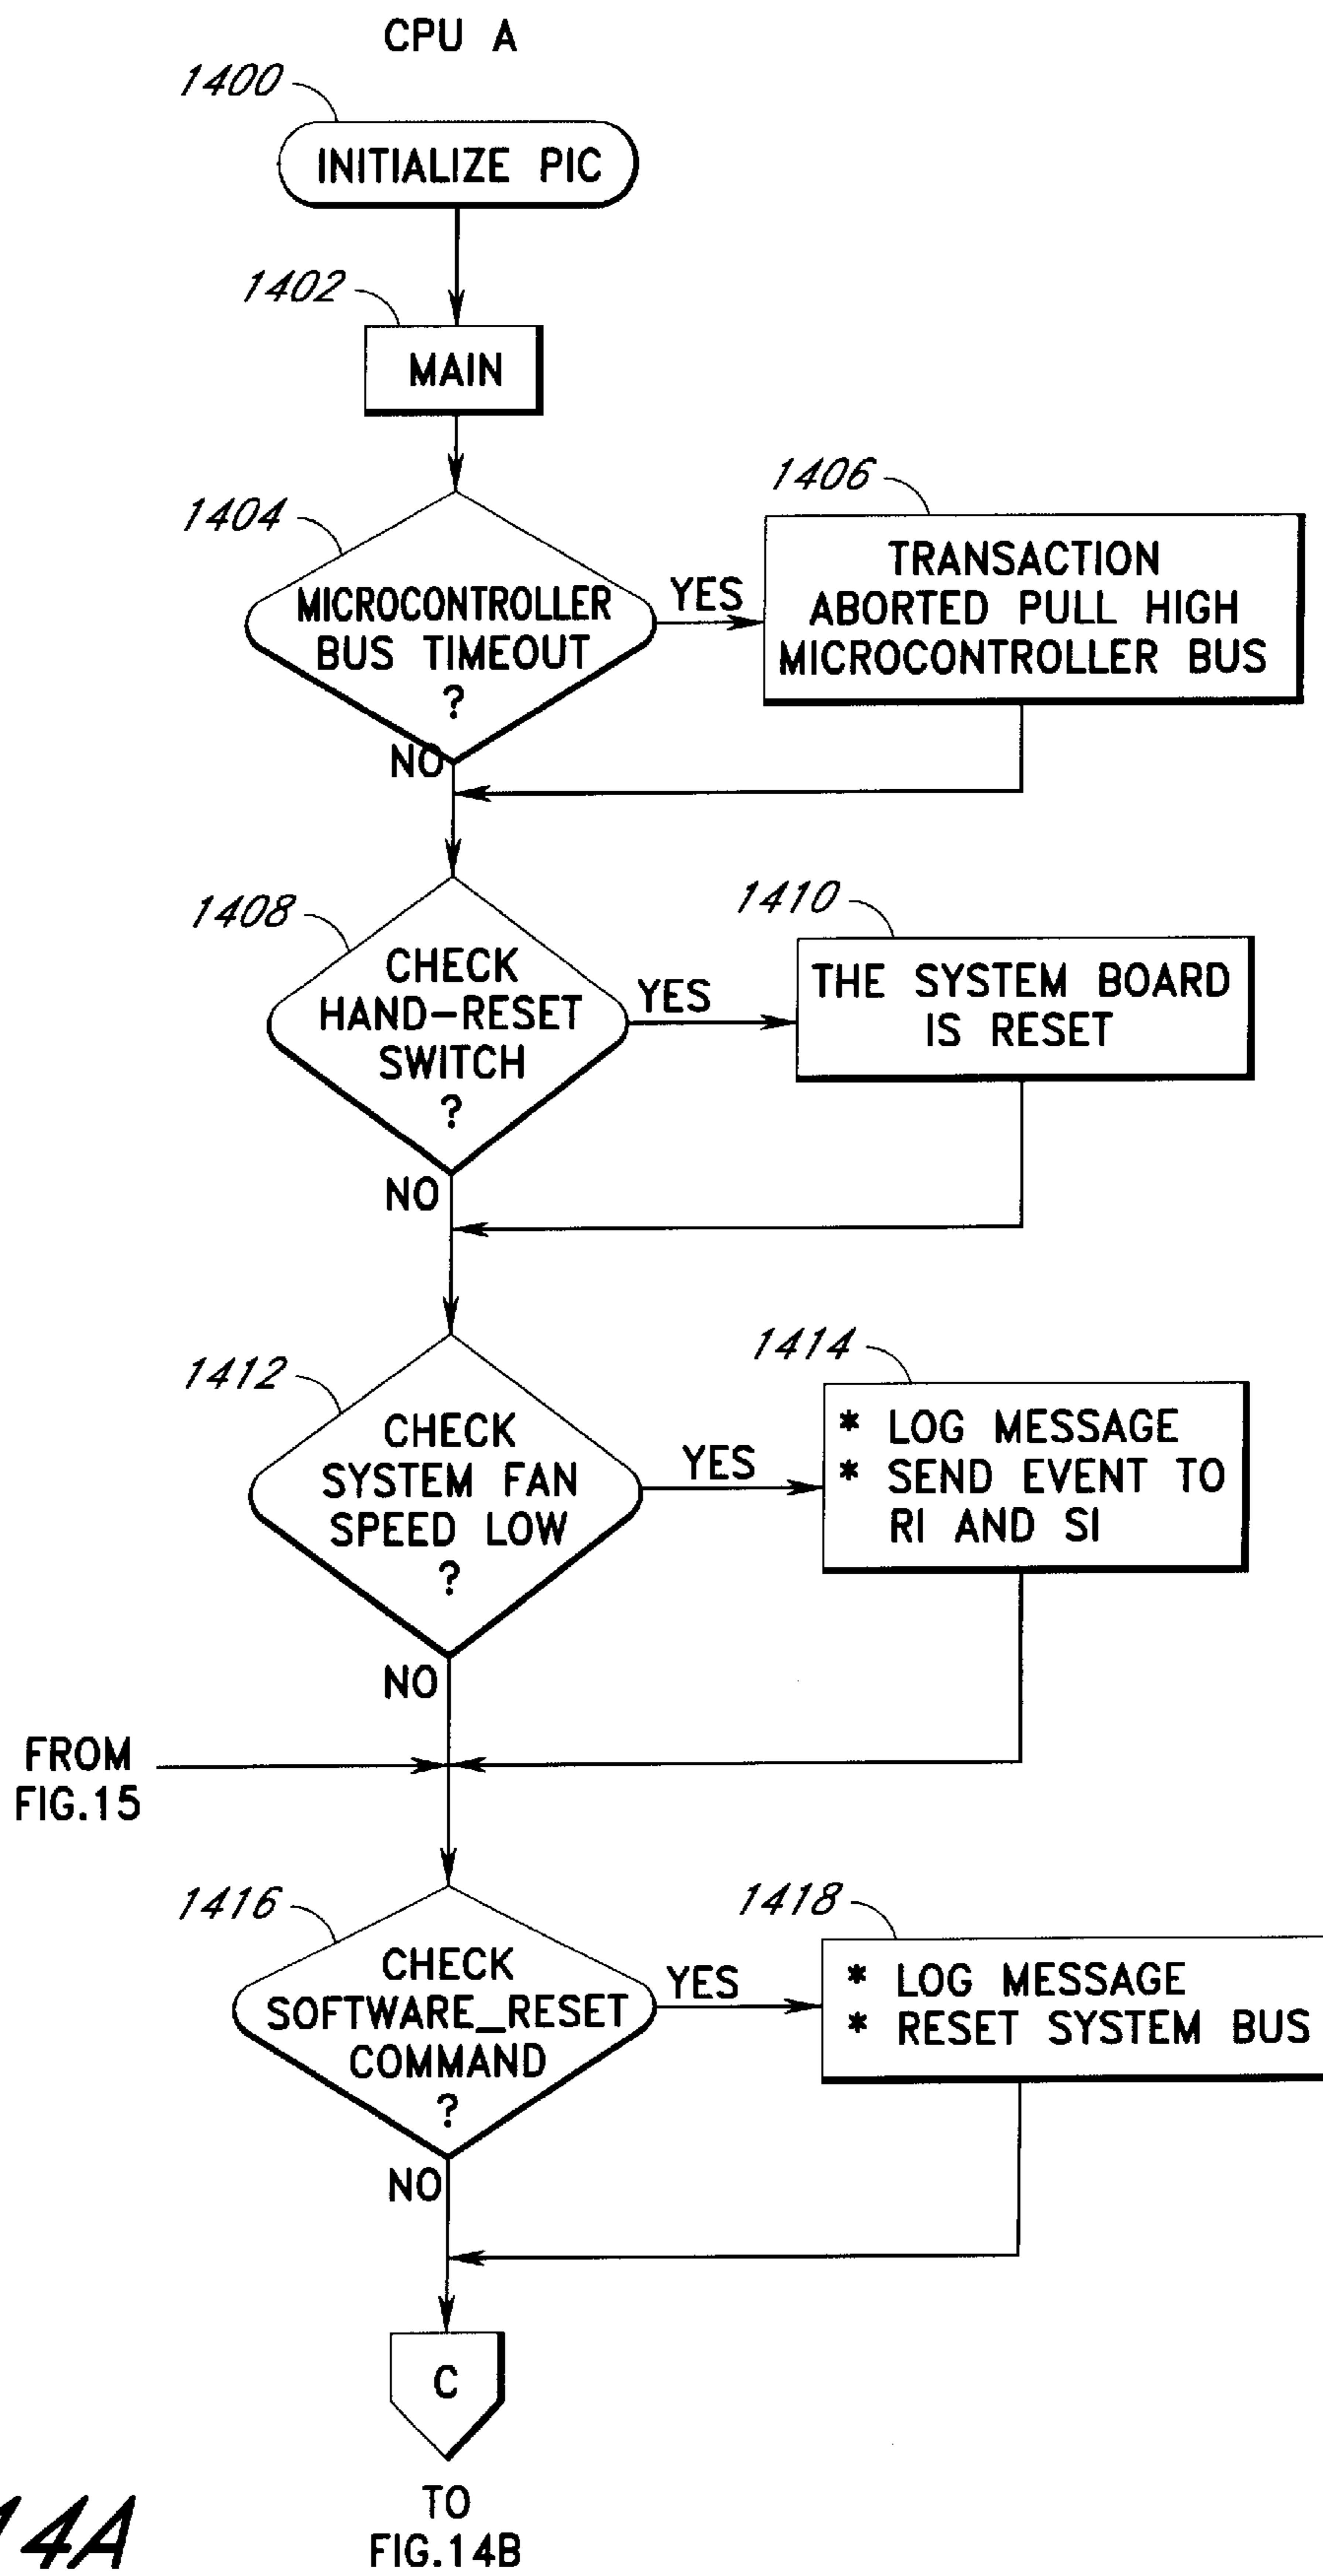 CPU A
1400
INITIALIZE PIC
1402
MAIN
1404
MICROCONTROLLER
BUS TIMEOUT
?
YES
1406
TRANSACTION
ABORTED PULL HIGH
MICROCONTROLLER BUS
NO
1408
CHECK
HAND-RESET
SWITCH
?
YES
1410
THE SYSTEM BOARD
IS RESET
NO
1412
CHECK
SYSTEM FAN
SPEED LOW
?
YES
1414
* LOG MESSAGE
* SEND EVENT TO
RI AND SI
NO
FROM
FIG.15
1416
CHECK
SOFTWARE_RESET
COMMAND
?
YES
1418
* LOG MESSAGE
* RESET SYSTEM BUS
NO
C
TO
FIG.14B
14A